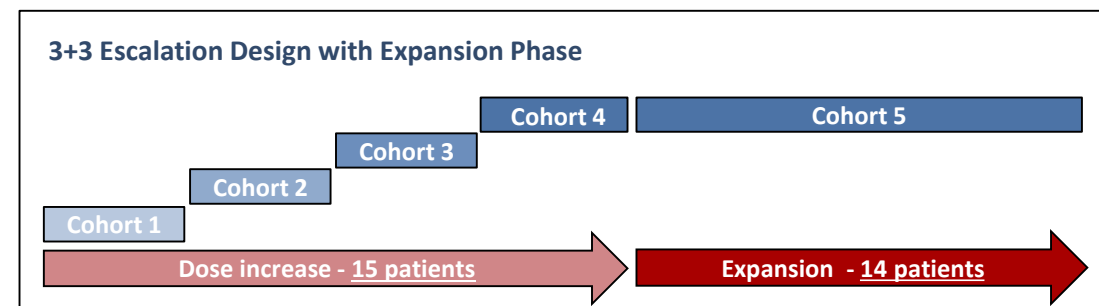 3+3 Escalation Design with Expansion Phase
Cohort 4
Cohort 5
Cohort 3
Cohort 2
Cohort 1
Dose increase - 15 patients
Expansion - 14 patients